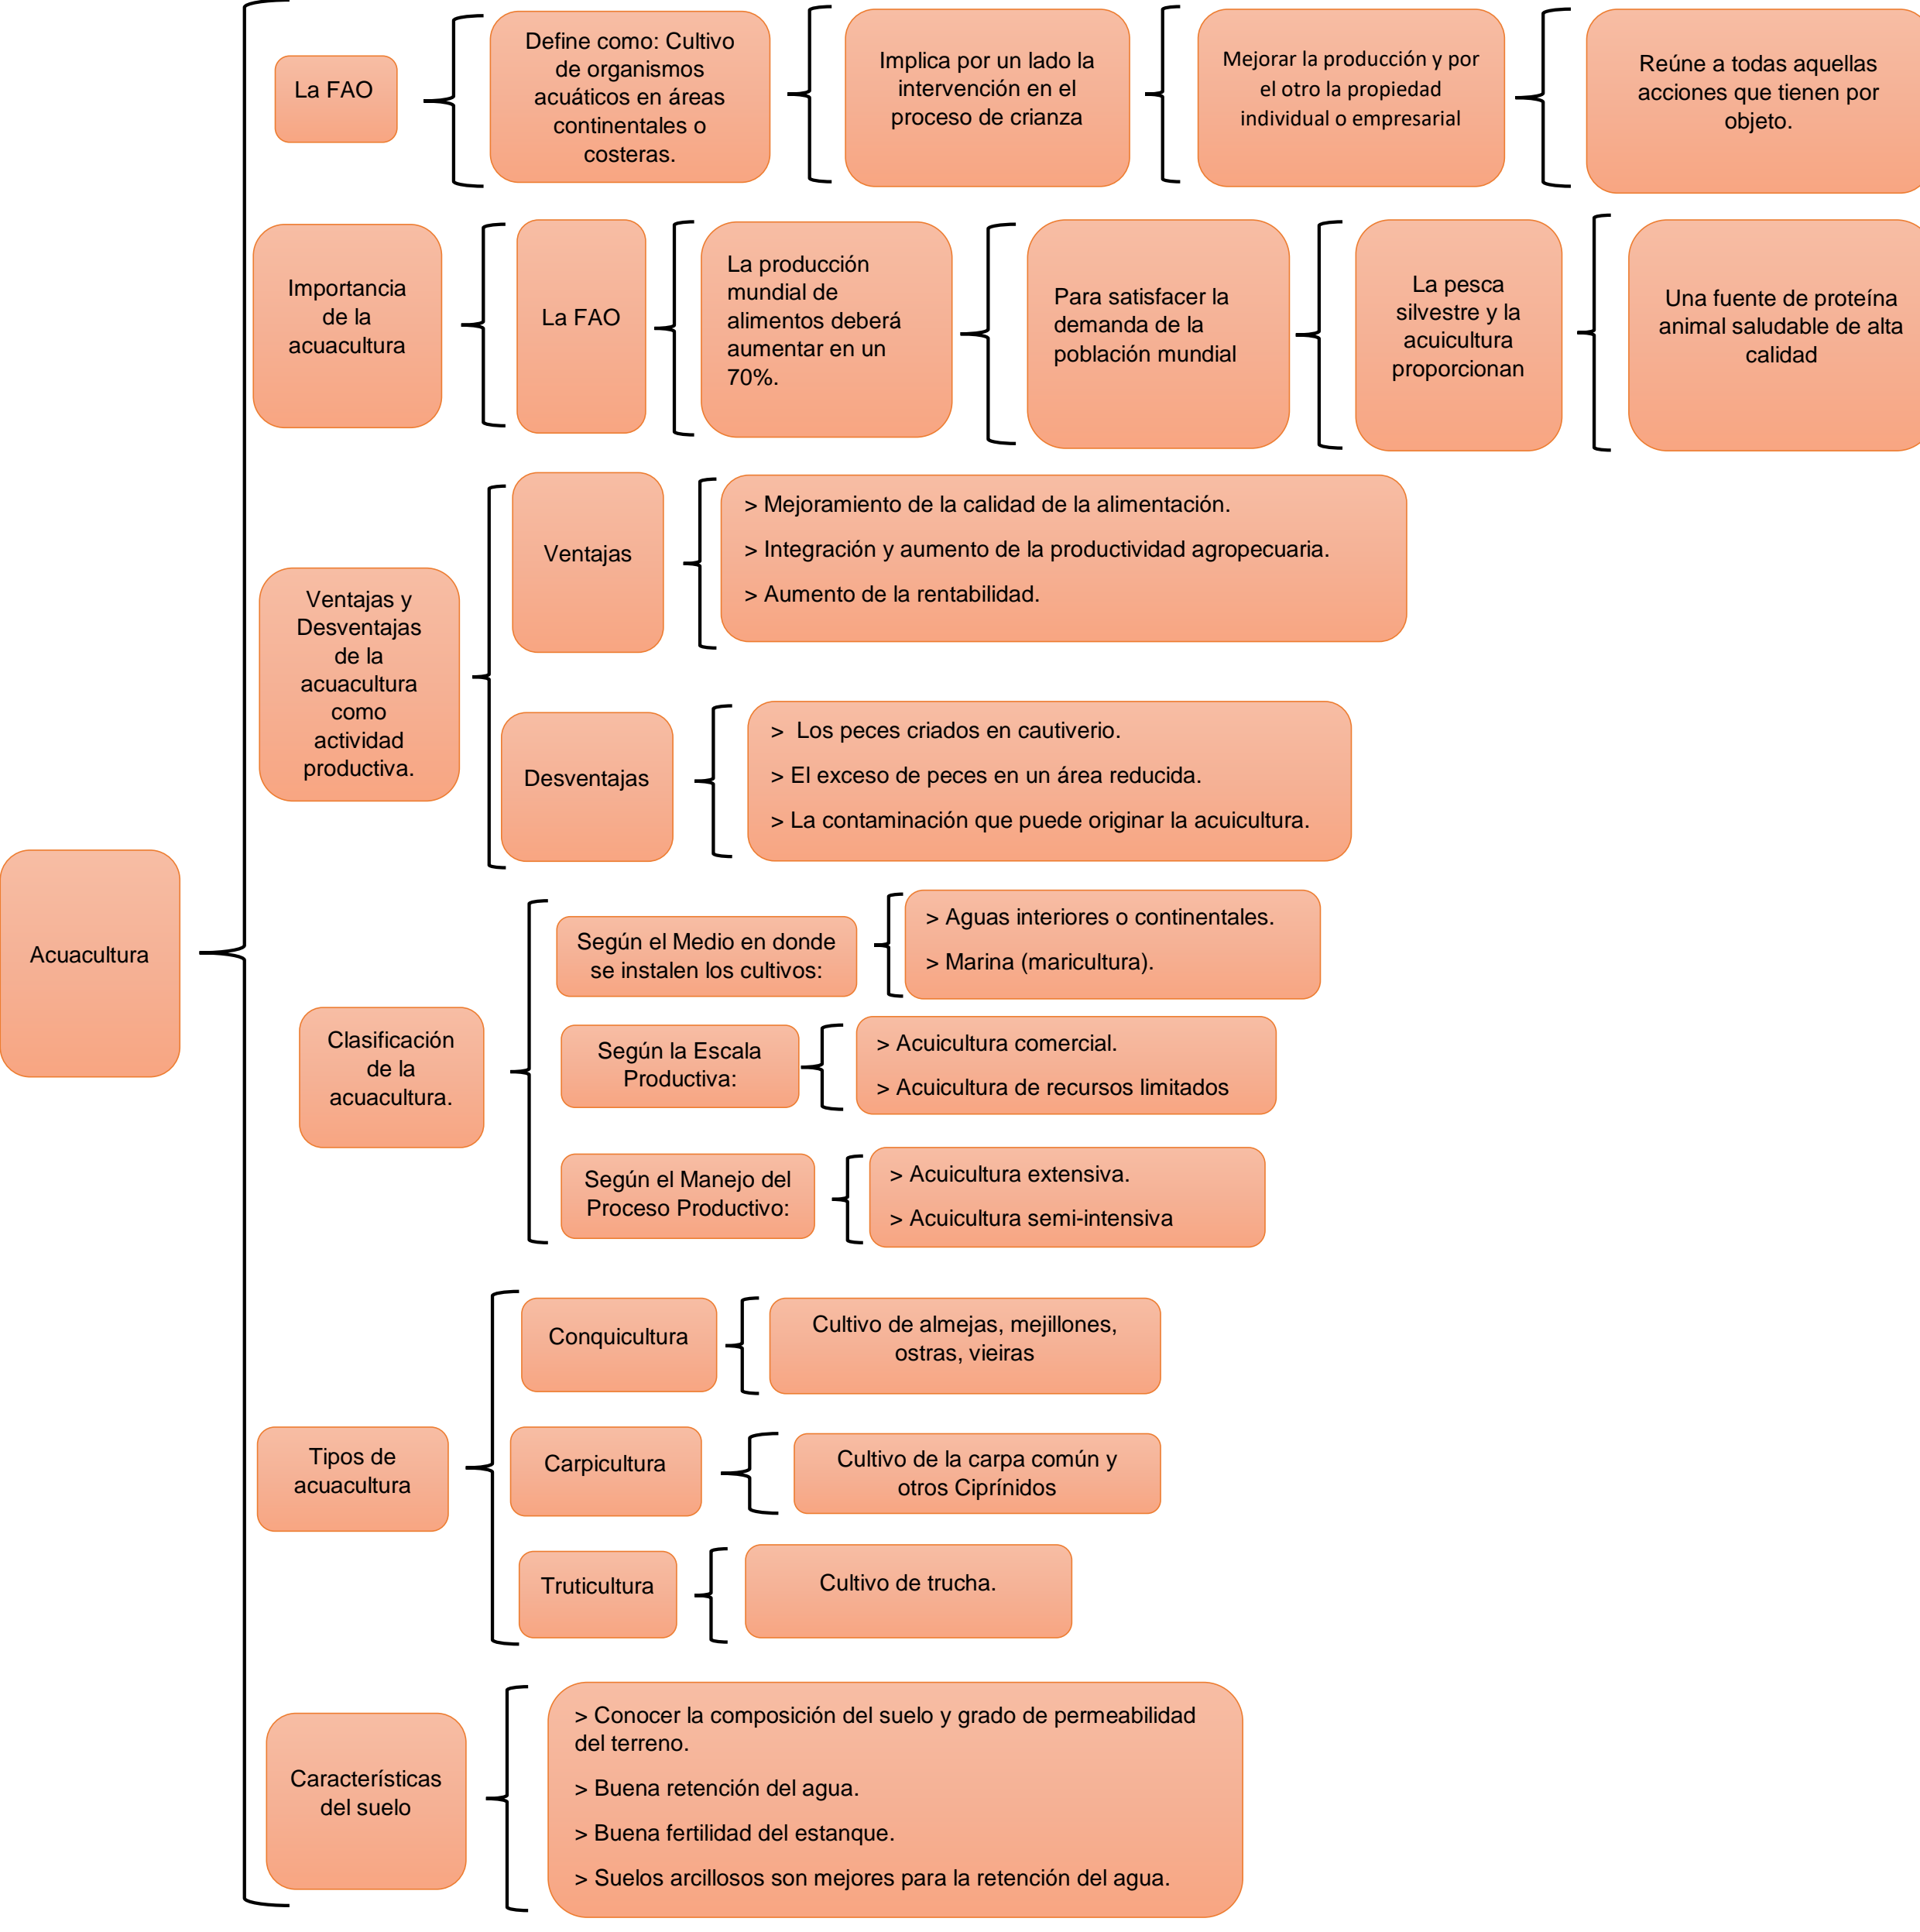 La FAO
Define como: Cultivo
de organismos
acuáticos en áreas
continentales o
costeras.
Implica por un lado la
intervención en el
proceso de crianza
Mejorar la producción y por
el otro la propiedad
individual o empresarial
Reúne a todas aquellas
acciones que tienen por
objeto.
Importancia
de la
acuacultura
La FAO
La producción
mundial de
alimentos deberá
aumentar en un
70%.
Para satisfacer la
demanda de la
población mundial
La pesca
silvestre y la
acuicultura
proporcionan
Una fuente de proteína
animal saludable de alta
calidad
Ventajas y
Desventajas
de la
acuacultura
como
actividad
productiva.
Ventajas
> Mejoramiento de la calidad de la alimentación.
> Integración y aumento de la productividad agropecuaria.
> Aumento de la rentabilidad.
Desventajas
> Los peces criados en cautiverio.
> El exceso de peces en un área reducida.
> La contaminación que puede originar la acuicultura.
Acuacultura
Clasificación
de la
acuacultura.
Según el Medio en donde
se instalen los cultivos:
> Aguas interiores o continentales.
> Marina (maricultura).
Según la Escala
Productiva:
> Acuicultura comercial.
> Acuicultura de recursos limitados
Según el Manejo del
Proceso Productivo:
> Acuicultura extensiva.
> Acuicultura semi-intensiva
Tipos de
acuacultura
Conquicultura
Cultivo de almejas, mejillones,
ostras, vieiras
Carpicultura
Cultivo de la carpa común y
otros Ciprínidos
Truticultura
Cultivo de trucha.
Características
del suelo
> Conocer la composición del suelo y grado de permeabilidad
del terreno.
> Buena retención del agua.
> Buena fertilidad del estanque.
> Suelos arcillosos son mejores para la retención del agua.